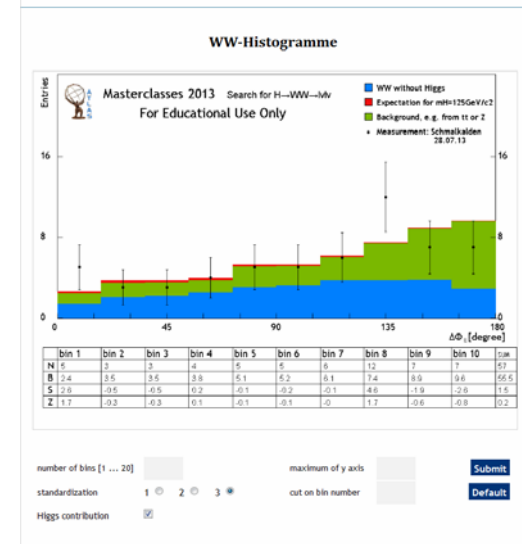 WW-Histogramme
Entries
ATLAS
Masterclasses 2013 Search for H→WW→lνlν
For Educational Use Only
WW without Higgs
Expectation for mH=125GeV/c2
Background, e.g. from tt or Z
Measurement: Schmalkalden
28.07.13
16 16
8 8
0 0
0 45 90 135 180
ΔΦ [degree]
bin 1 bin 2 bin 3 bin 4 bin 5 bin 6 bin 7 bin 8 bin 9 bin 10 SUM
N 5 3 3 4 5 5 6 12 7 7 57
B 2.4 3.5 3.5 3.8 5.1 5.2 6.1 7.4 8.9 9.6 55.5
S 2.6 -0.5 -0.5 0.2 -0.1 -0.2 -0.1 4.6 -1.9 -2.6 1.5
Z 1.7 -0.3 -0.3 0.1 -0.1 -0.1 -0 1.7 -0.6 -0.8 0.2
number of bins [1 ... 20] maximum of y axis Submit
standardization 1 2 3 cut on bin number Default
Higgs contribution